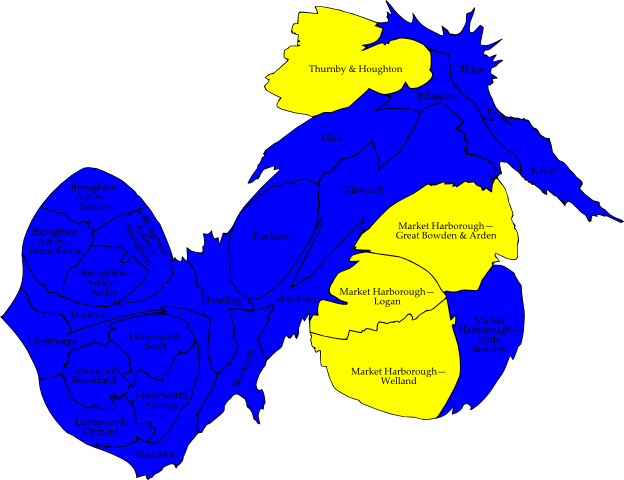 Thurnby & Houghton
Tilton
Billesdon
Glen
Nevill
Kibworth
Broughton
Astley—
Sutton
Broughton
Astley—
Primethorpe
Broughton
Astley—
Broughton
Astley—
Astley
Fleckney
Market Harborough—
Great Bowden & Arden
Market Harborough—
Logan
Peatling
Lubenham
Dunton
Ullesthorpe
Lutterworth
Swift
Market
Harborough—
Little
Bowden
Lutterworth
Brookfield
Bosworth
Market Harborough—
Welland
Lutterworth
Springs
Lutterworth
Orchard
Misterton